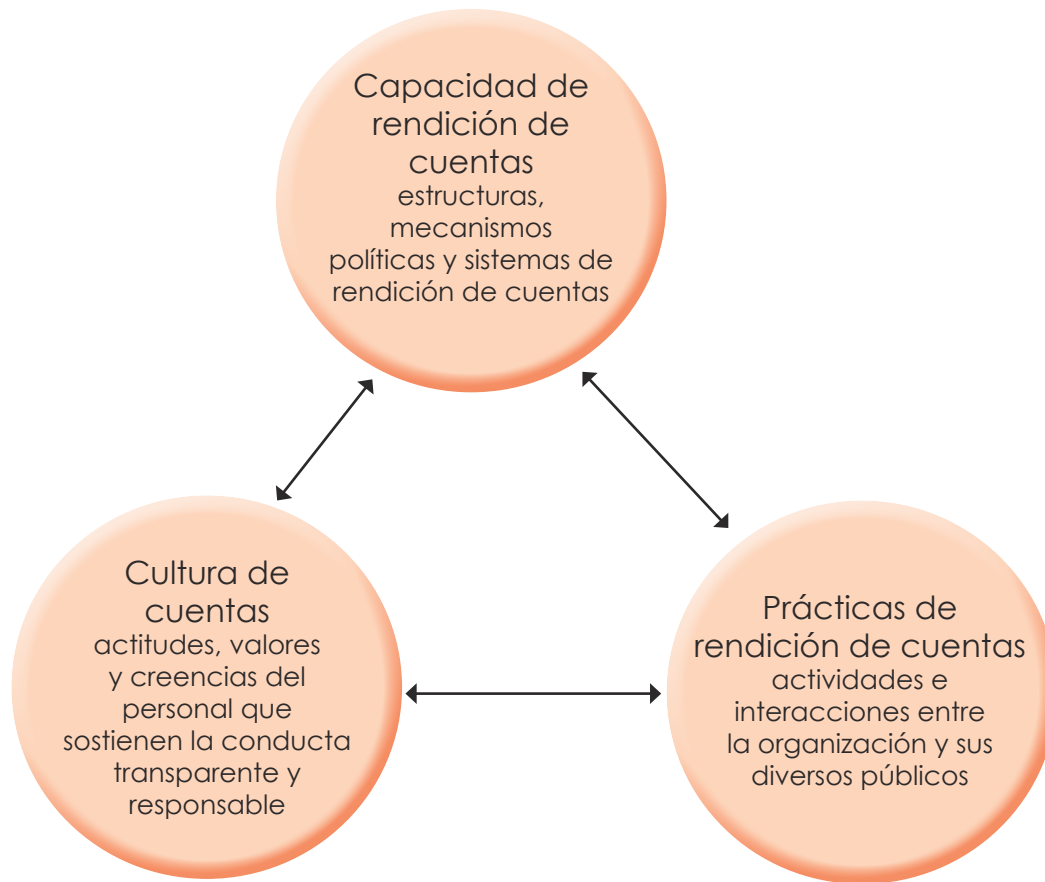 Capacidad de
rendición de
cuentas
estructuras,
mecanismos
políticas y sistemas de
rendición de cuentas
Cultura de
cuentas
actitudes, valores
y creencias del
personal que
sostienen la conducta
transparente y
responsable
Prácticas de
rendición de cuentas
actividades e
interacciones entre
la organización y sus
diversos públicos